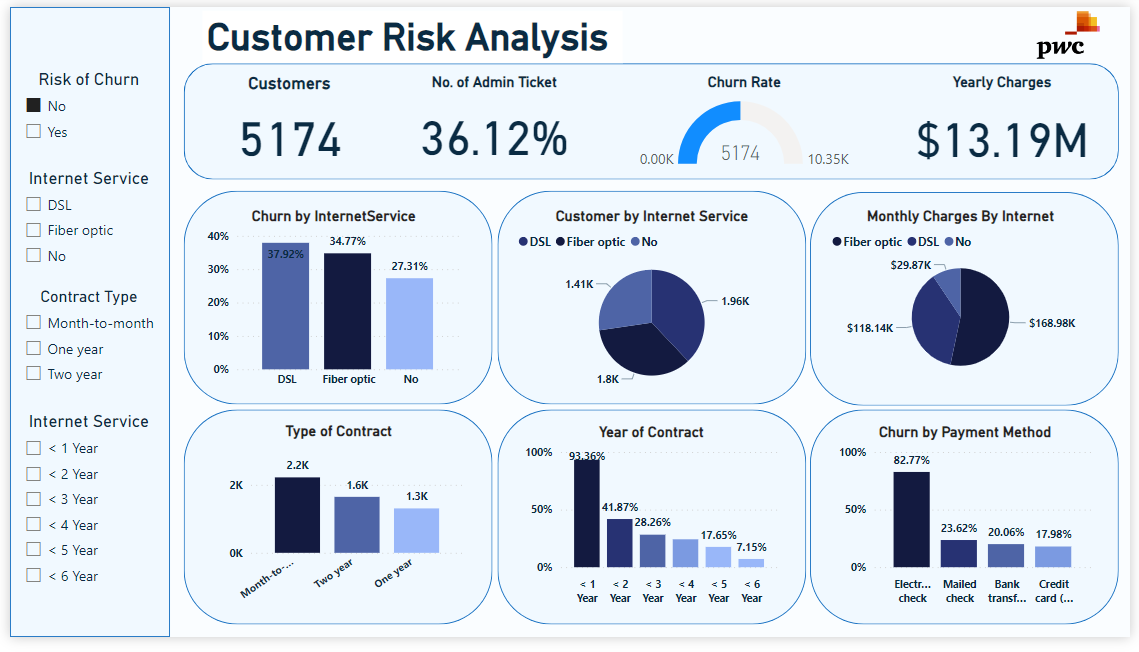 Customer Risk Analysis
pwc
Risk of Churn
No
Yes
Internet Service
DSL
Fiber optic
No
Contract Type
Month-to-month
One year
Two year
Internet Service
< 1 Year
< 2 Year
< 3 Year
< 4 Year
< 5 Year
< 6 Year
Customers
5174
No. of Admin Ticket
36.12%
Churn Rate
0.00K
5174
10.35K
Yearly Charges
$13.19M
Churn by InternetService
40%
30%
20%
10%
0%
37.92%
34.77%
27.31%
DSL
Fiber optic
No
Customer by Internet Service
DSL Fiber optic No
1.41K
1.96K
1.8K
Monthly Charges By Internet
Fiber optic DSL No
$29.87K
$118.14K
$168.98K
Type of Contract
2K
0K
2.2K
1.6K
1.3K
Month-to-...
Two year
One year
Year of Contract
100%
50%
0%
93.36%
41.87%
28.26%
17.65%
7.15%
< 1 Year
< 2 Year
< 3 Year
< 4 Year
< 5 Year
< 6 Year
Churn by Payment Method
100%
50%
0%
82.77%
23.62%
20.06%
17.98%
Electr... check
Mailed check
Bank transf...
Credit card (...